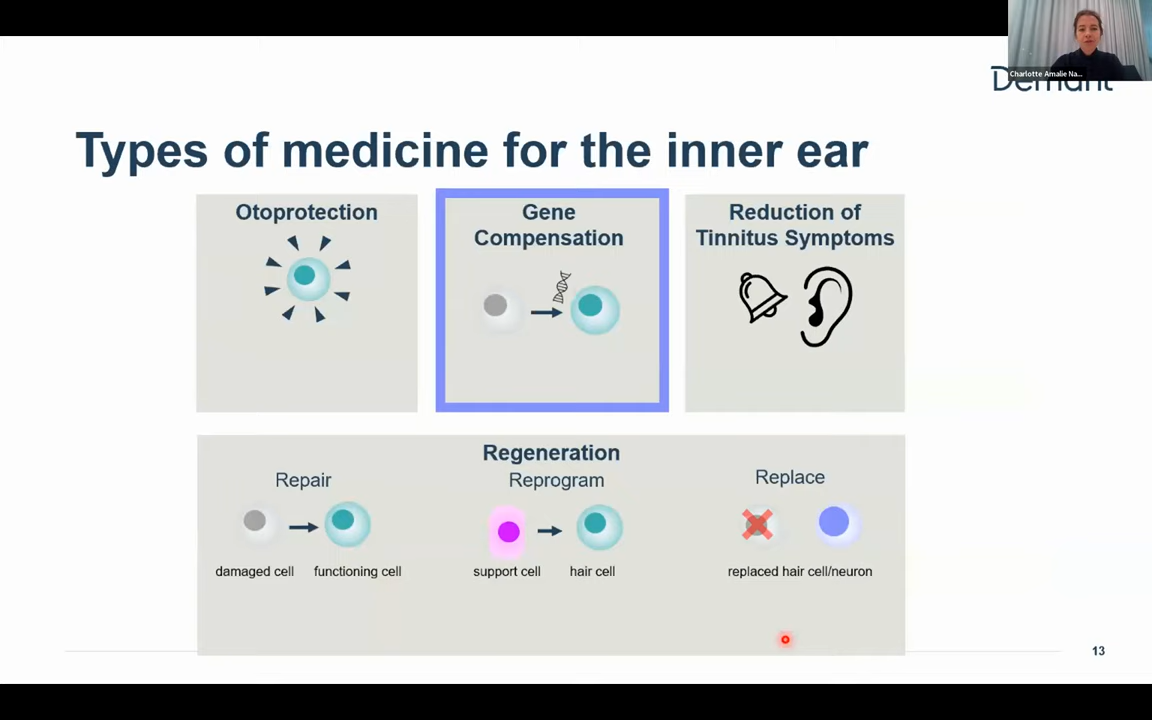 Charlotte Amalie Na...
Demant
Types of medicine for the inner ear
Otoprotection
Gene
Compensation
Reduction of
Tinnitus Symptoms
Regeneration
Repair
Reprogram
Replace
damaged cell
functioning cell
support cell
hair cell
replaced hair cell/neuron
13